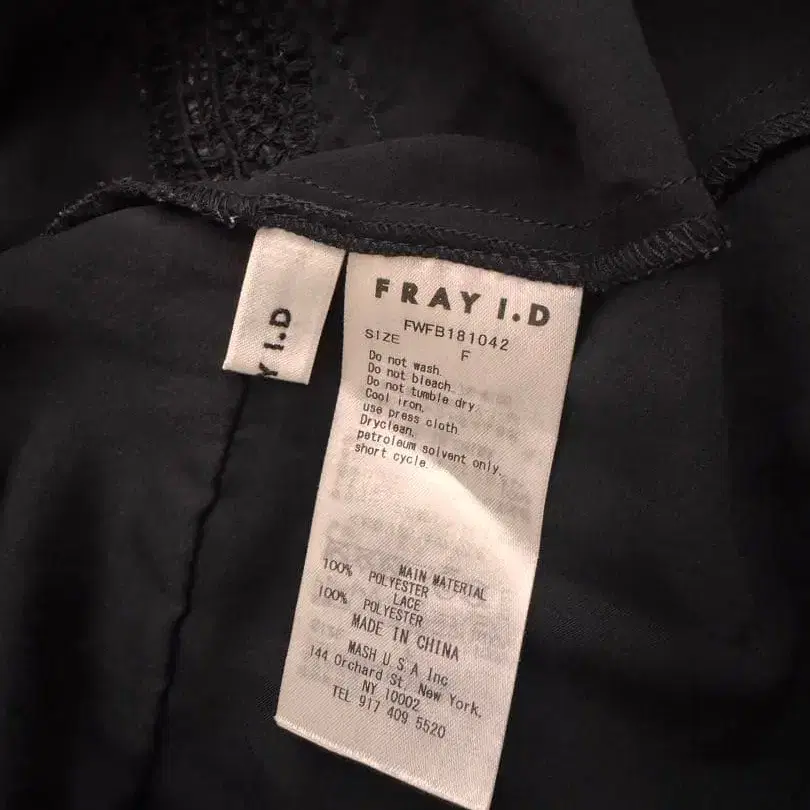 Y I.D
FRAY I.D
FWFB181042
SIZE F
Do not wash.
Do not bleach.
Do not tumble dry.
Cool iron.
use press cloth
Dryclean.
petroleum solvent only.
short cycle.
MAIN MATERIAL
100% POLYESTER
LACE
100% POLYESTER
MADE IN CHINA
MASH U S A Inc
144 Orchard St. New York.
NY 10002
TEL 917 409 5520